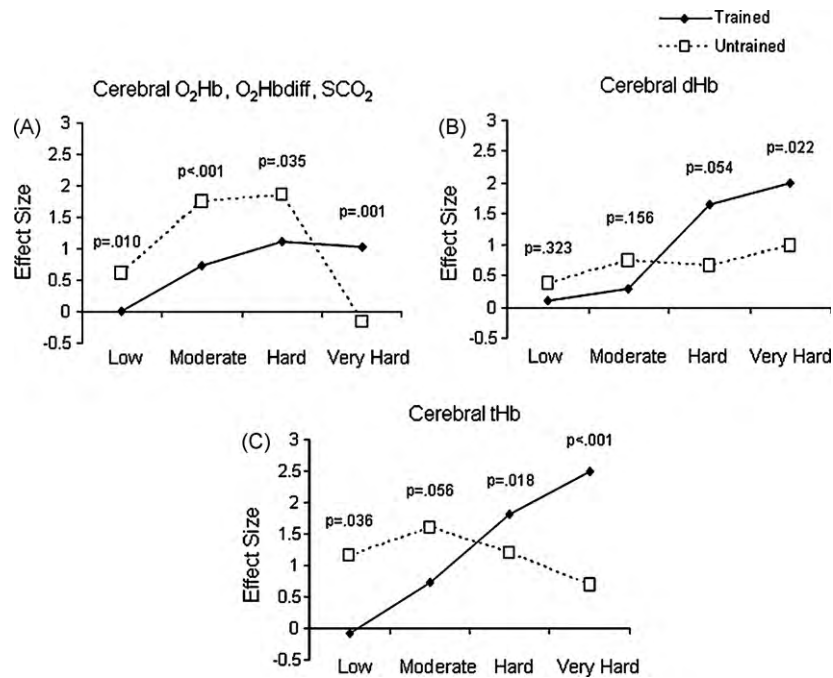 Trained
Untrained
Cerebral O₂Hb, O₂Hbdiff, SCO₂
(A)
Effect Size
3
2.5
2
1.5
1
0.5
0
-0.5
p=.010
p<.001
p=.035
p=.001
Low Moderate Hard Very Hard
Cerebral dHb
(B)
Effect Size
3
2.5
2
1.5
1
0.5
0
-0.5
p=.323
p=.156
p=.054
p=.022
Low Moderate Hard Very Hard
Cerebral tHb
(C)
Effect Size
3
2.5
2
1.5
1
0.5
0
-0.5
p=.036
p=.056
p=.018
p<.001
Low Moderate Hard Very Hard